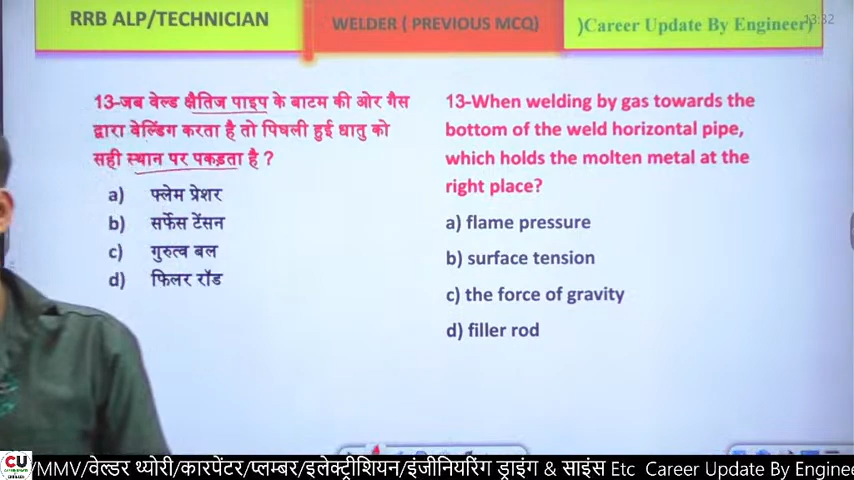 RRB ALP/TECHNICIAN
WELDER ( PREVIOUS MCQ)
)Career Update By Engineer)
13:32
13-जब वेल्ड क्षैतिज पाइप के बाटम की ओर गैस
द्वारा वेल्डिंग करता है तो पिघली हुई धातु को
सही स्थान पर पकड़ता है ?
a) फ्लेम प्रेशर
b) सर्फेस टेंसन
c) गुरुत्व बल
d) फिलर रॉड
13-When welding by gas towards the
bottom of the weld horizontal pipe,
which holds the molten metal at the
right place?
a) flame pressure
b) surface tension
c) the force of gravity
d) filler rod
CU
/MMV/वेल्डर थ्योरी/कारपेंटर/प्लम्बर/इलेक्ट्रीशियन/इंजीनियरिंग ड्राइंग & साइंस Etc Career Update By Enginee